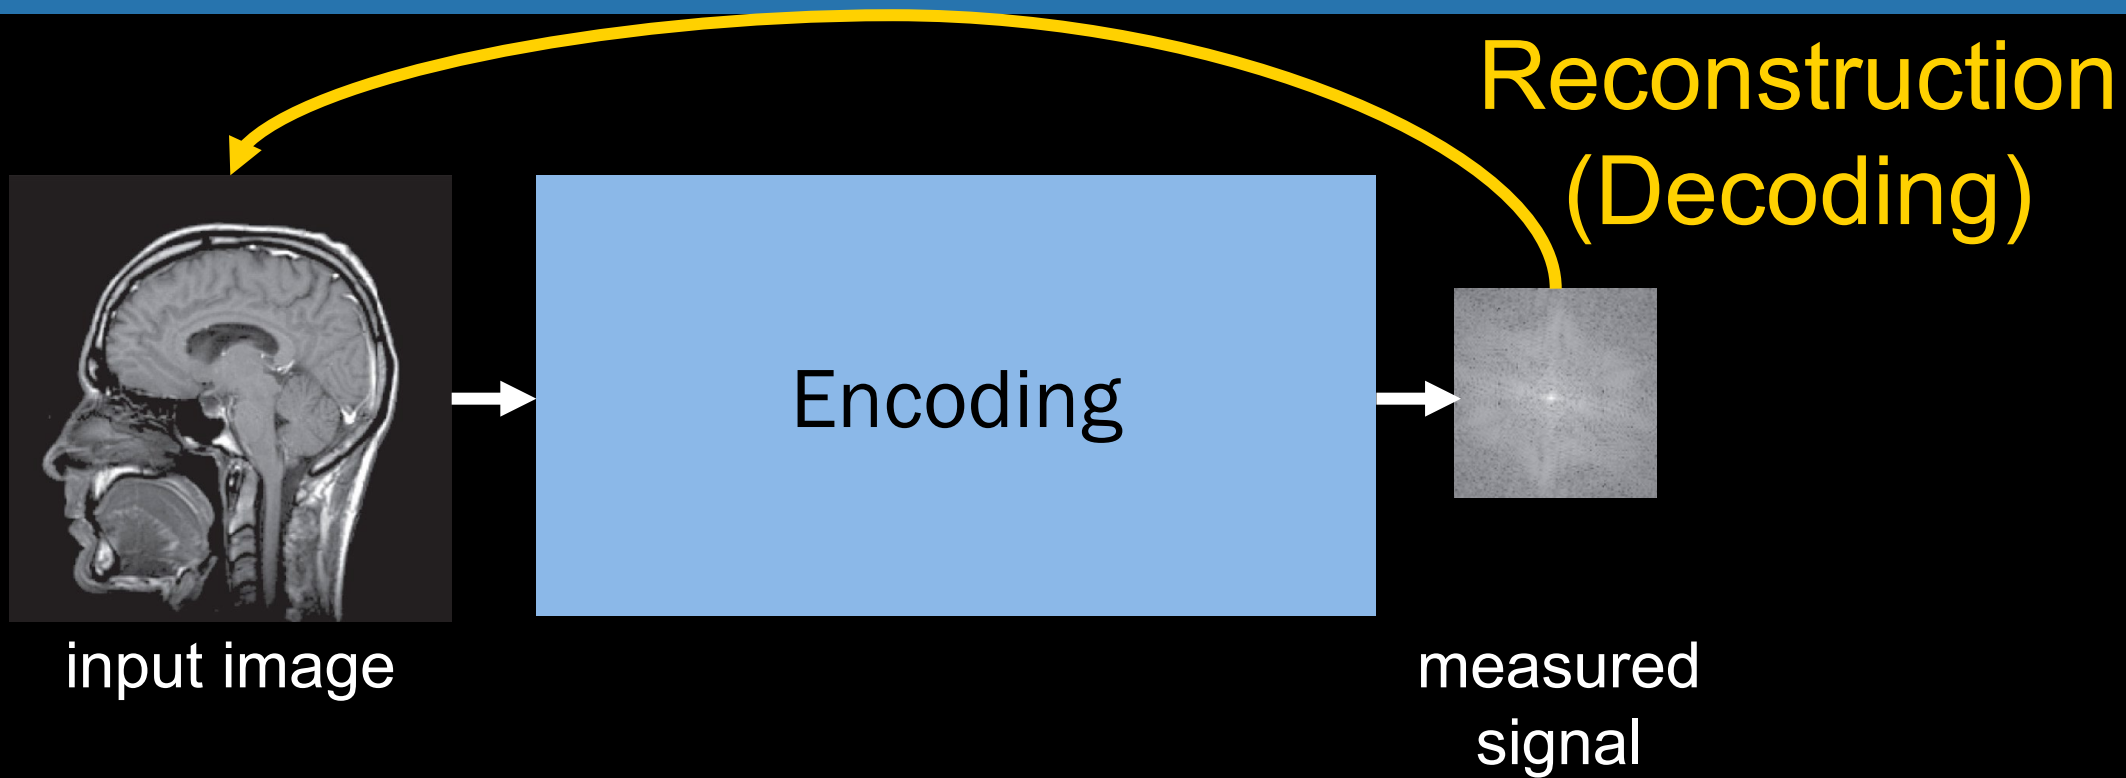 Reconstruction
(Decoding)
Encoding
input image
measured
signal